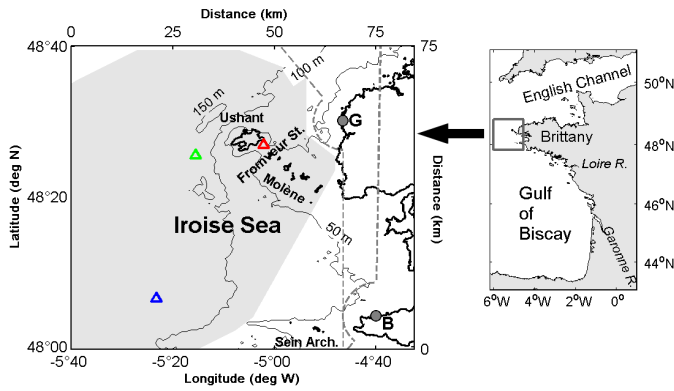 Distance (km)
0 25 50 75
48°40'
48°20'
48°00'
Latitude (deg N)
75
Distance (km)
0
100 m
150 m
Ushant
G
Fromveur St.
Molène
Iroise Sea
50 m
B
Sein Arch.
-5°40' -5°20' -5°00' -4°40'
Longitude (deg W)
English Channel
50°N
Brittany
48°N
Loire R.
Gulf
of
Biscay
46°N
Garonne R.
44°N
6°W 4°W 2°W 0°